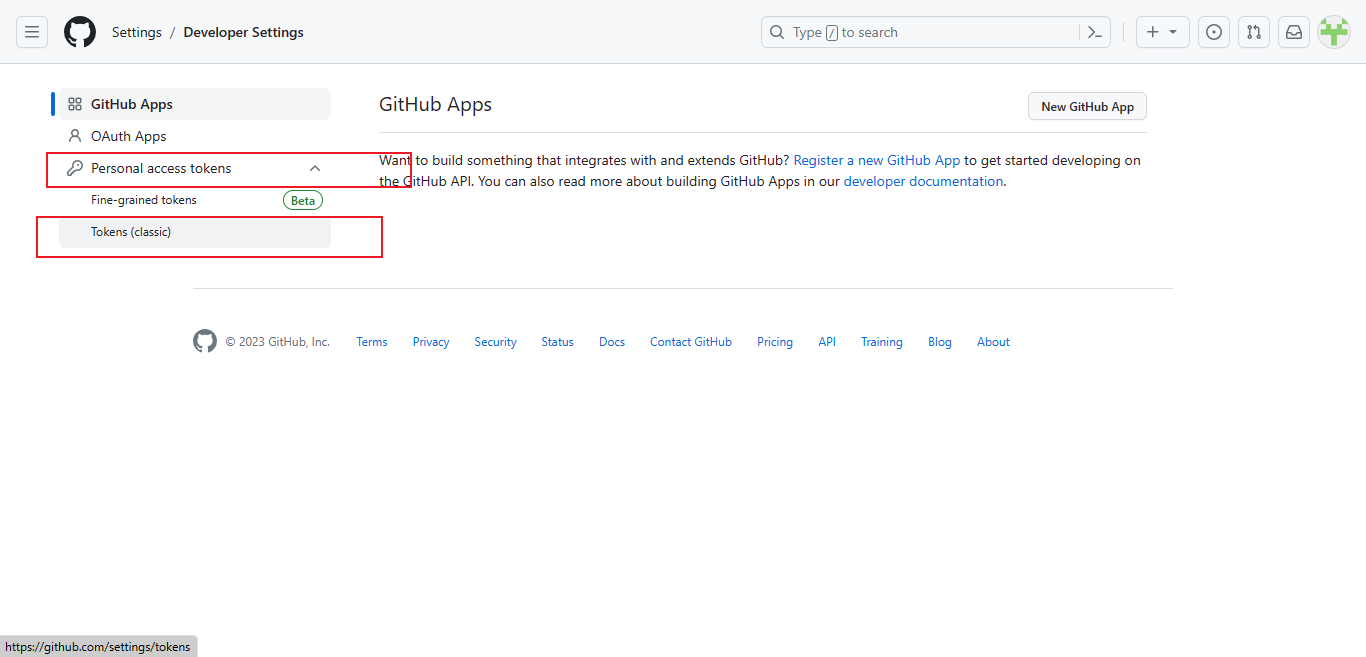 Settings / Developer Settings
Type / to search
GitHub Apps
OAuth Apps
Personal access tokens
Fine-grained tokens Beta
Tokens (classic)
GitHub Apps
New GitHub App
Want to build something that integrates with and extends GitHub? Register a new GitHub App to get started developing on
the GitHub API. You can also read more about building GitHub Apps in our developer documentation.
© 2023 GitHub, Inc. Terms Privacy Security Status Docs Contact GitHub Pricing API Training Blog About
https://github.com/settings/tokens